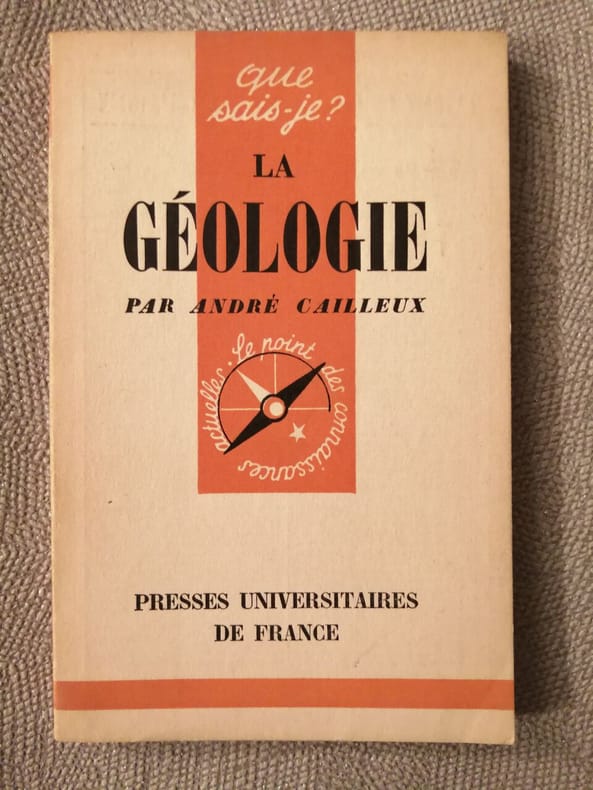 que
sais-je?
LA
GÉOLOGIE
PAR ANDRÉ CAILLEUX
Le point des connaissances actuelles.
PRESSES UNIVERSITAIRES
DE FRANCE